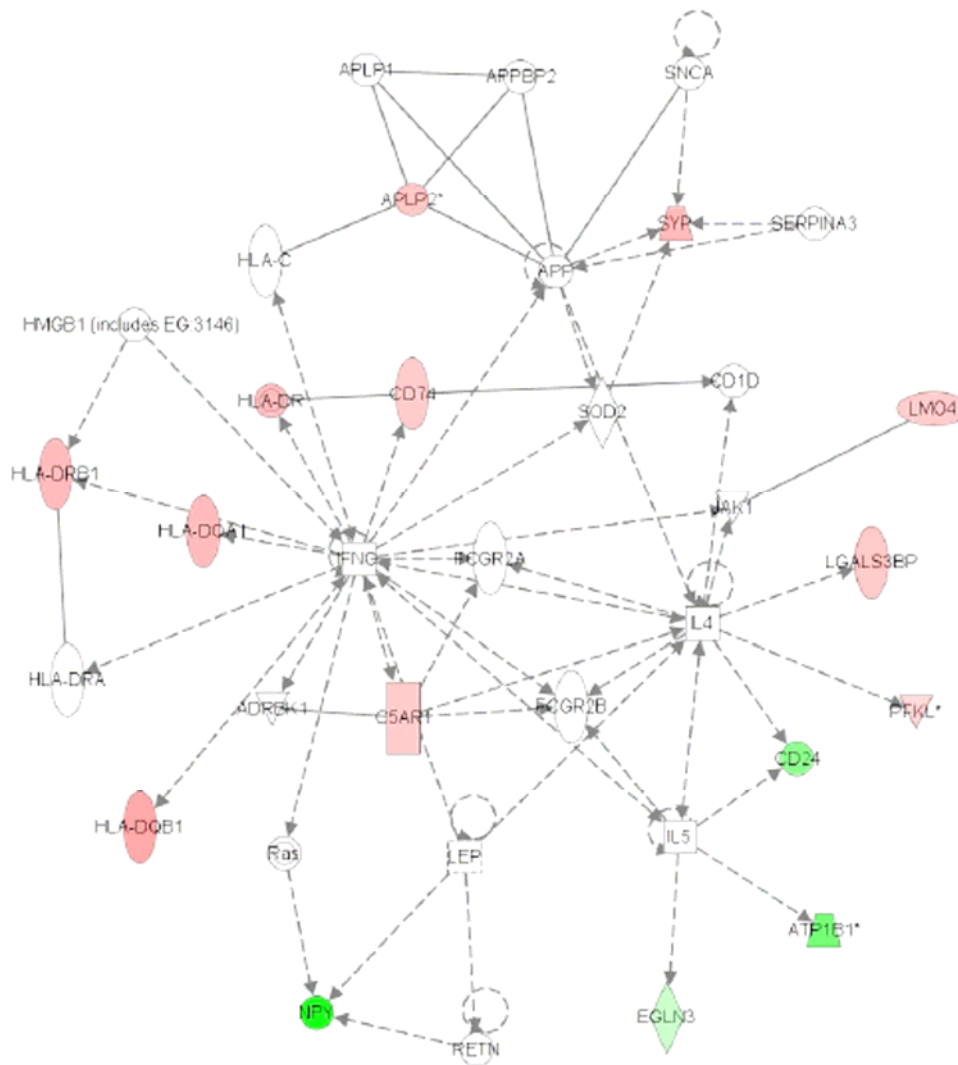 APLP1
APPBP2
SNCA
APLP2*
SYP
SERPINA3
HLA-C
APP
HMGB1 (includes EG:3146)
HLA-DR
CD74
SOD2
CD1D
LMO4
HLA-DRB1
HLA-DQA1
JAK1
IFNG
FCGR2A
LGALS3BP
IL4
HLA-DRA
ADRBK1
C5AR1
FCGR2B
PFKL*
CD24
HLA-DQB1
Ras
LEP
IL5
ATP1B1*
NPY
RETN
EGLN3